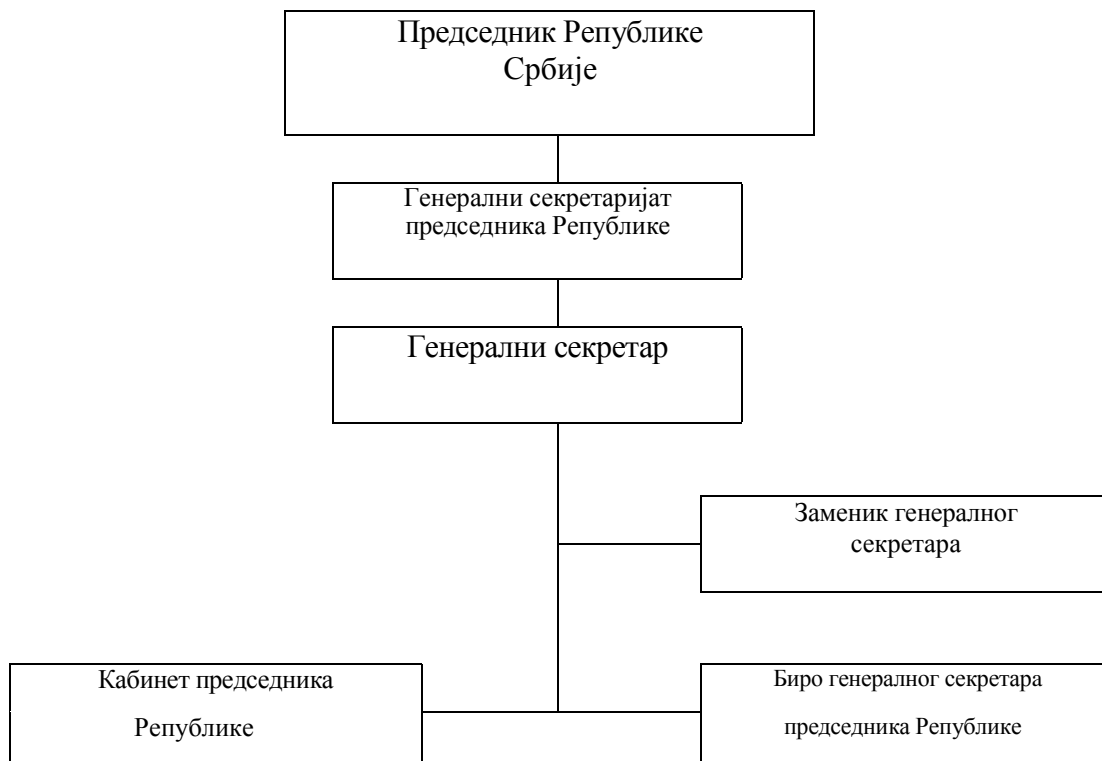 Председник Републике
Србије
Генерални секретаријат
председника Републике
Генерални секретар
Заменик генералног
секретара
Кабинет председника
Републике
Биро генералног секретара
председника Републике